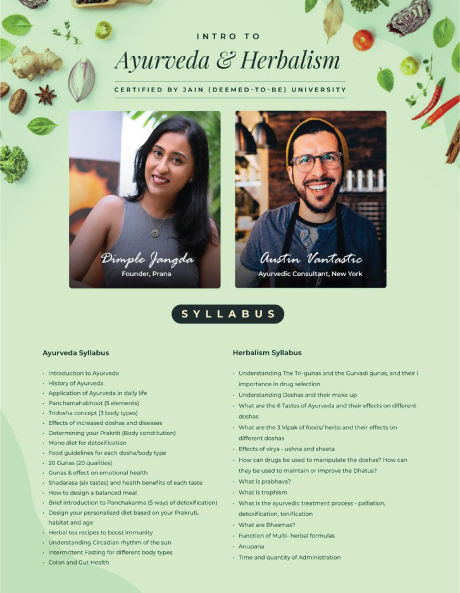 INTRO TO
Ayurveda & Herbalism
CERTIFIED BY JAIN (DEEMED-TO-BE) UNIVERSITY
Dimple Jangda
Founder, Prana
Austin Vantastic
Ayurvedic Consultant, New York
SYLLABUS
Ayurveda Syllabus
• Introduction to Ayurveda
• History of Ayurveda
• Application of Ayurveda in daily life
• Panchamahabhoot (5 elements)
• Tridosha concept (3 body types)
• Effects of increased doshas and diseases
• Determining your Prakriti (Body constitution)
• Mono diet for detoxification
• Food guidelines for each dosha/body type
• 20 Gunas (20 qualities)
• Gunas & effect on emotional health
• Shadarasa (six tastes) and health benefits of each taste
• How to design a balanced meal
• Brief introduction to Panchakarma (5 ways of detoxification)
• Design your personalised diet based on your Prakruti,
habitat and age
• Herbal tea recipes to boost immunity
• Understanding Circadian rhythm of the sun
• Intermittent Fasting for different body types
• Colon and Gut Health
Herbalism Syllabus
• Understanding The Tri-gunas and the Gurvadi gunas, and their i
importance in drug selection
• Understanding Doshas and their make up
• What are the 6 Tastes of Ayurveda and their effects on different
doshas
• What are the 3 Vipak of foods/ herbs and their effects on
different doshas
• Effects of virya - ushna and sheeta
• How can drugs be used to manipulate the doshas? How can
they be used to maintain or improve the Dhatus?
• What is prabhava?
• What is trophism
• What is the ayurvedic treatment process - palliation,
detoxification, tonification
• What are Bhasmas?
• Function of Multi- herbal formulas
• Anupana
• Time and quantity of Administration